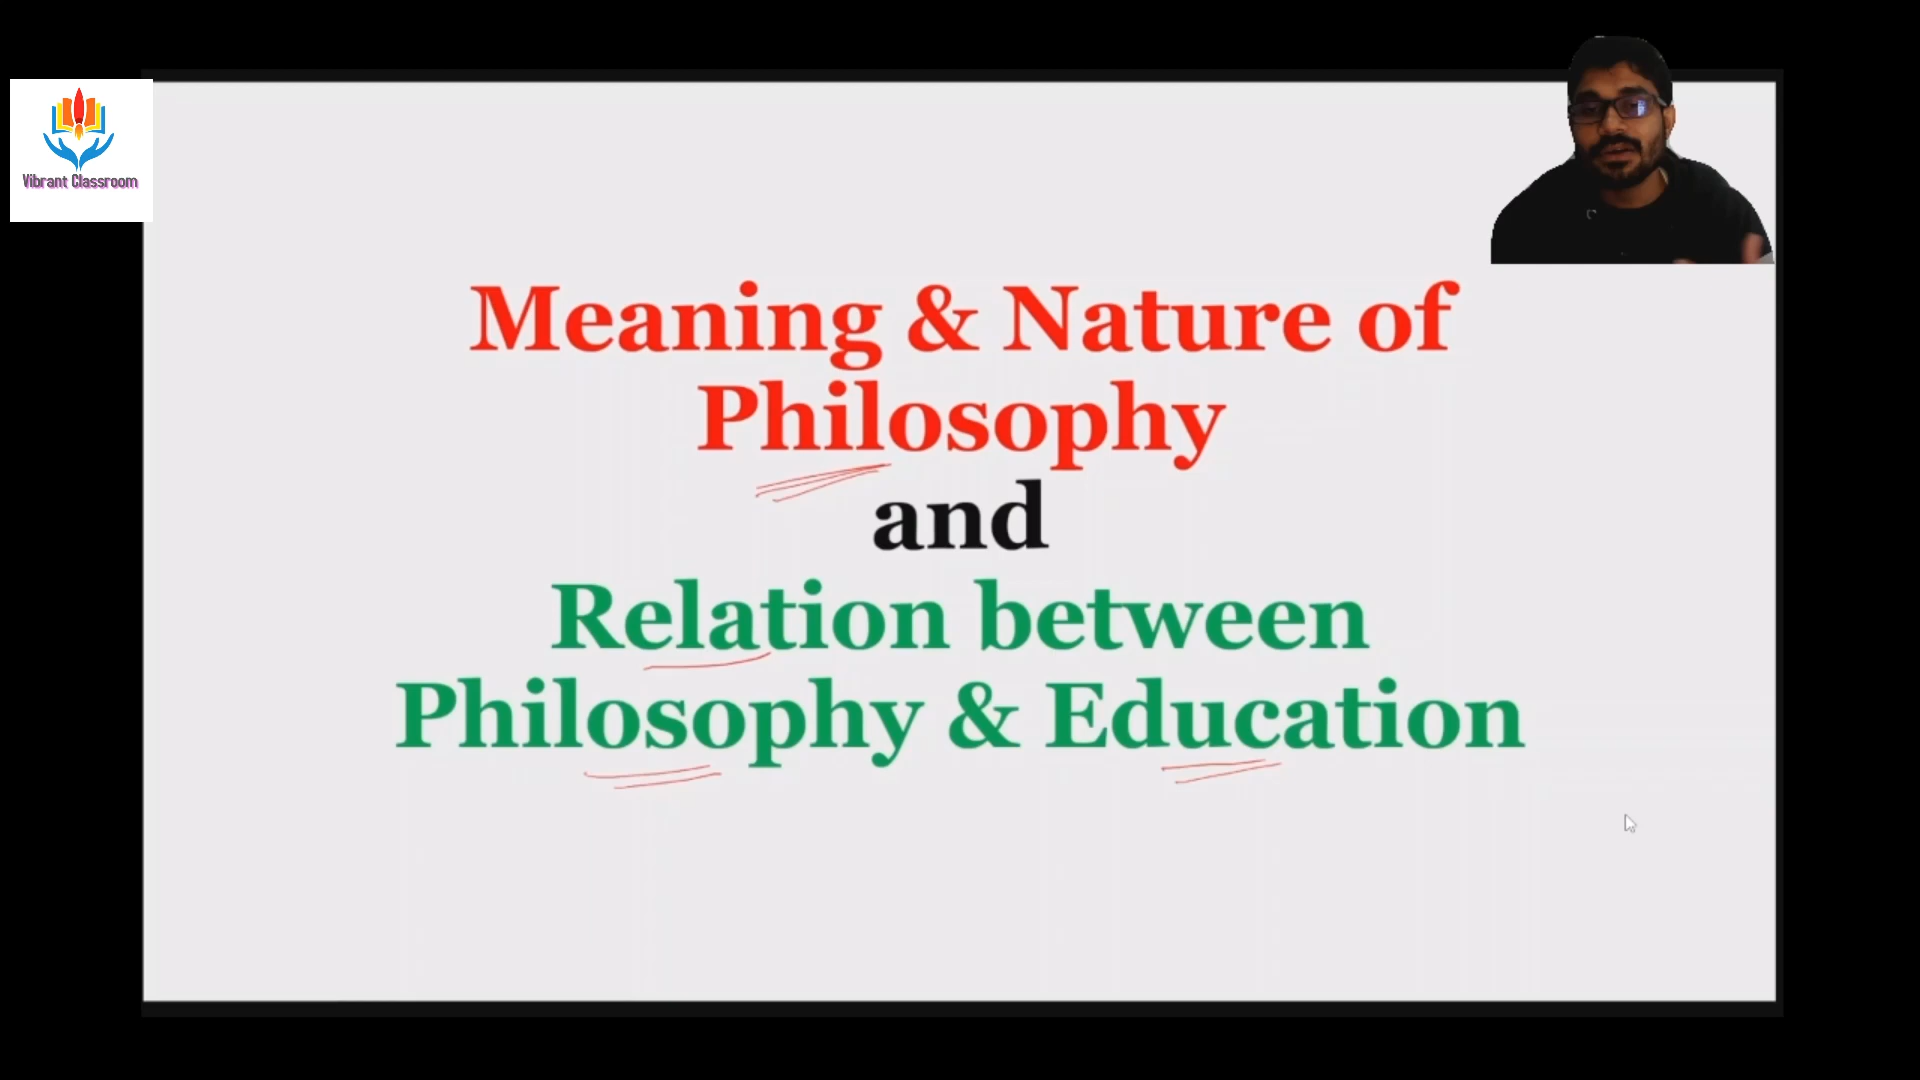 Vibrant Classroom
Meaning & Nature of
Philosophy
and
Relation between
Philosophy & Education